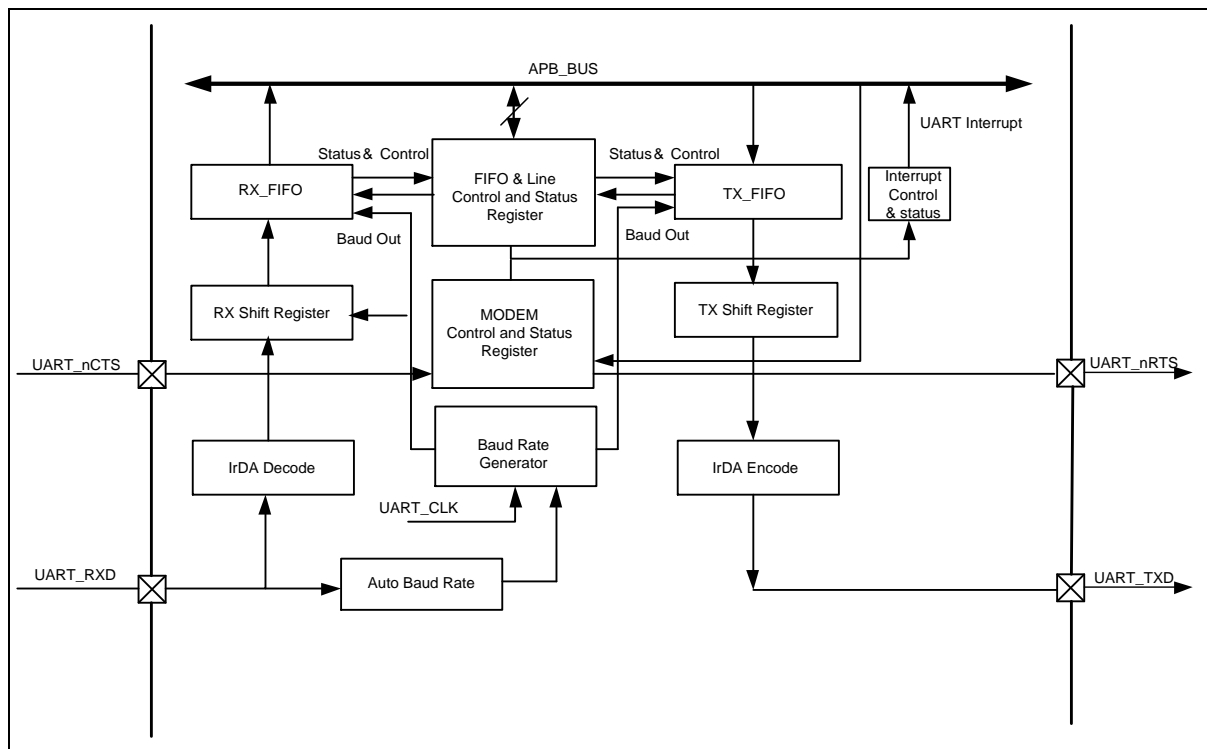 APB_BUS
UART Interrupt
Status & Control
Status & Control
RX_FIFO
FIFO & Line
Control and Status
Register
TX_FIFO
Interrupt
Control
& status
Baud Out
Baud Out
RX Shift Register
MODEM
Control and Status
Register
TX Shift Register
UART_nCTS
UART_nRTS
IrDA Decode
Baud Rate
Generator
IrDA Encode
UART_CLK
UART_RXD
Auto Baud Rate
UART_TXD